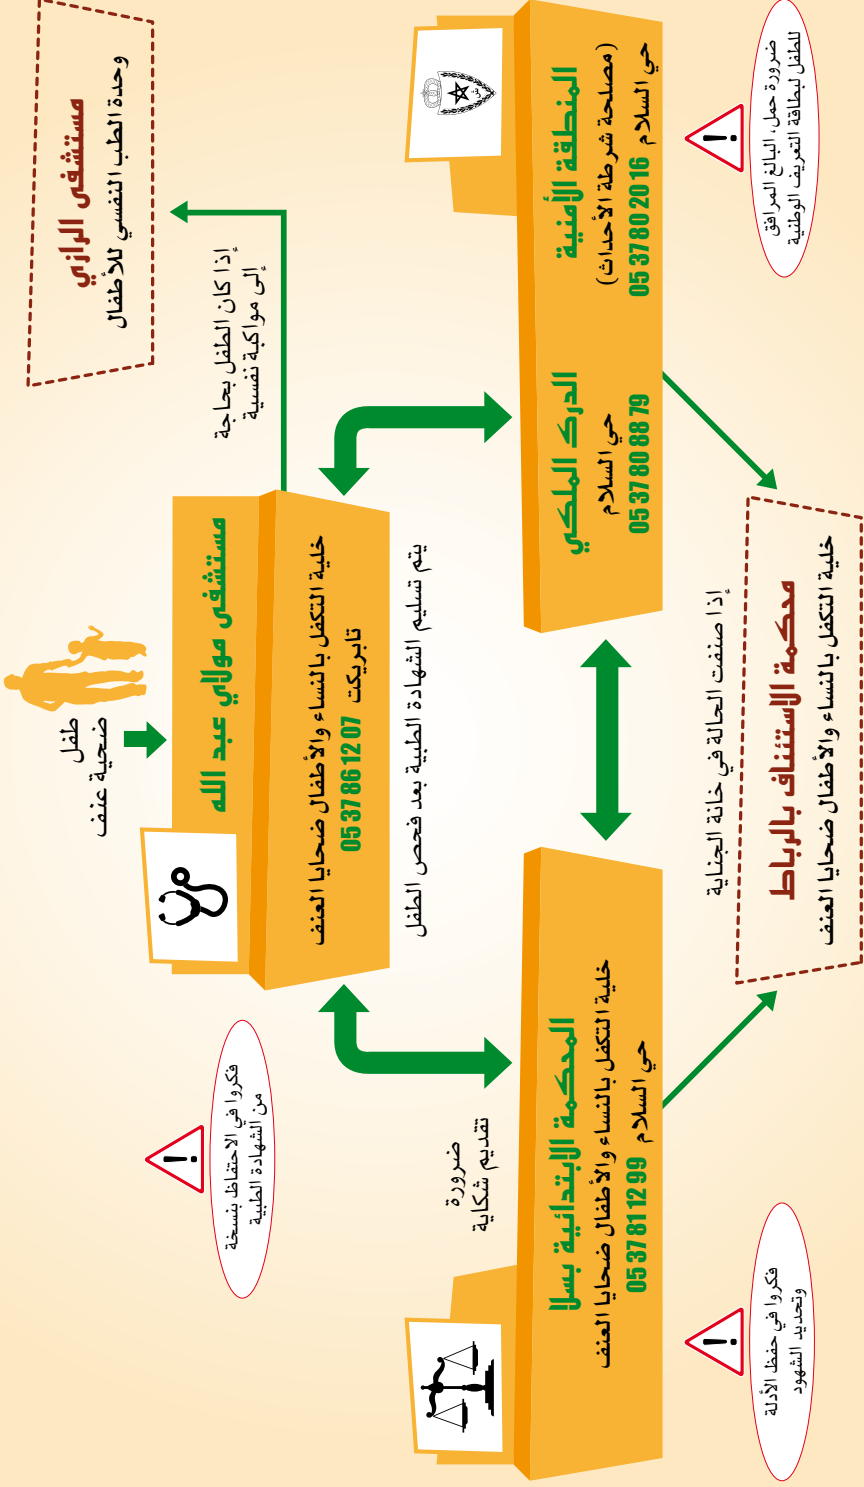 طفل
ضحية عنف
مستشفى مولاي عبد الله
خلية التكفل بالنساء والأطفال ضحايا العنف
تابريكت 05 37 86 12 07
يتم تسليم الشهادة الطبية بعد فحص الطفل
إذا كان الطفل بحاجة
إلى مواكبة نفسية
مستشفى الرازي
وحدة الطب النفسي للأطفال
!
فكروا في الاحتفاظ بنسخة
من الشهادة الطبية
المنطقة الأمنية
(مصلحة شرطة الأحداث)
حي السلام 05 37 80 20 16
الدرك الملكي
حي السلام
05 37 80 88 79
!
ضرورة حمل، البالغ المرافق
للطفل لبطاقة التعريف الوطنية
ضرورة
تقديم شكاية
المحكمة الابتدائية بسلا
خلية التكفل بالنساء والأطفال ضحايا العنف
حي السلام 05 37 81 12 99
!
فكروا في حفظ الأدلة
وتحديد الشهود
إذا صنفت الحالة في خانة الجناية
محكمة الاستئناف بالرباط
خلية التكفل بالنساء والأطفال ضحايا العنف